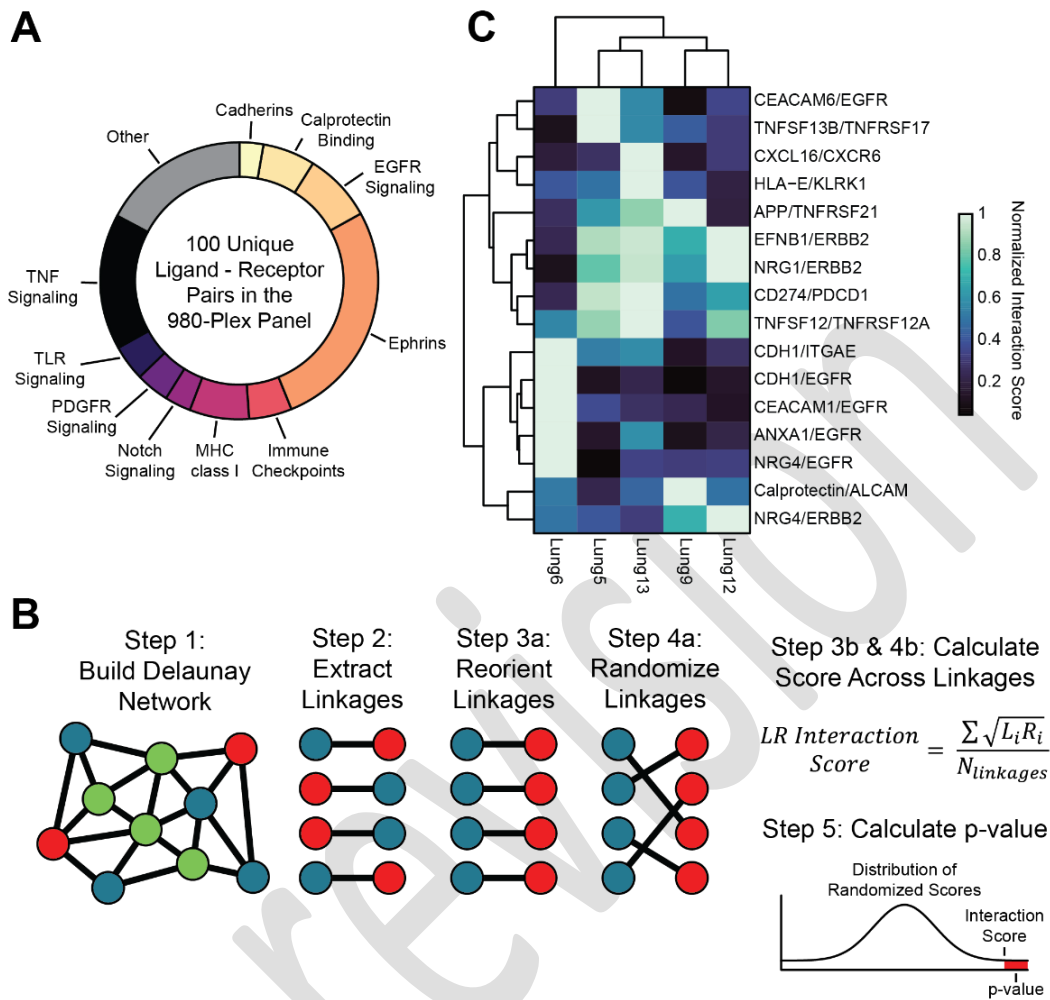 A
Cadherins
Calprotectin
Binding
EGFR
Signaling
Ephrins
Immune
Checkpoints
MHC
class I
Notch
Signaling
PDGFR
Signaling
TLR
Signaling
TNF
Signaling
Other
100 Unique
Ligand - Receptor
Pairs in the
980-Plex Panel
C
CEACAM6/EGFR
TNFSF13B/TNFRSF17
CXCL16/CXCR6
HLA−E/KLRK1
APP/TNFRSF21
EFNB1/ERBB2
NRG1/ERBB2
CD274/PDCD1
TNFSF12/TNFRSF12A
CDH1/ITGAE
CDH1/EGFR
CEACAM1/EGFR
ANXA1/EGFR
NRG4/EGFR
Calprotectin/ALCAM
NRG4/ERBB2
Lung6
Lung5
Lung13
Lung9
Lung12
1
0.8
0.6
0.4
0.2
Normalized Interaction Score
B
Step 1:
Build Delaunay
Network
Step 2:
Extract
Linkages
Step 3a:
Reorient
Linkages
Step 4a:
Randomize
Linkages
Step 3b & 4b: Calculate
Score Across Linkages
LR Interaction
Score
= ∑ √LᵢRᵢ / Nlinkages
Step 5: Calculate p-value
Distribution of
Randomized Scores
Interaction
Score
p-value
revision